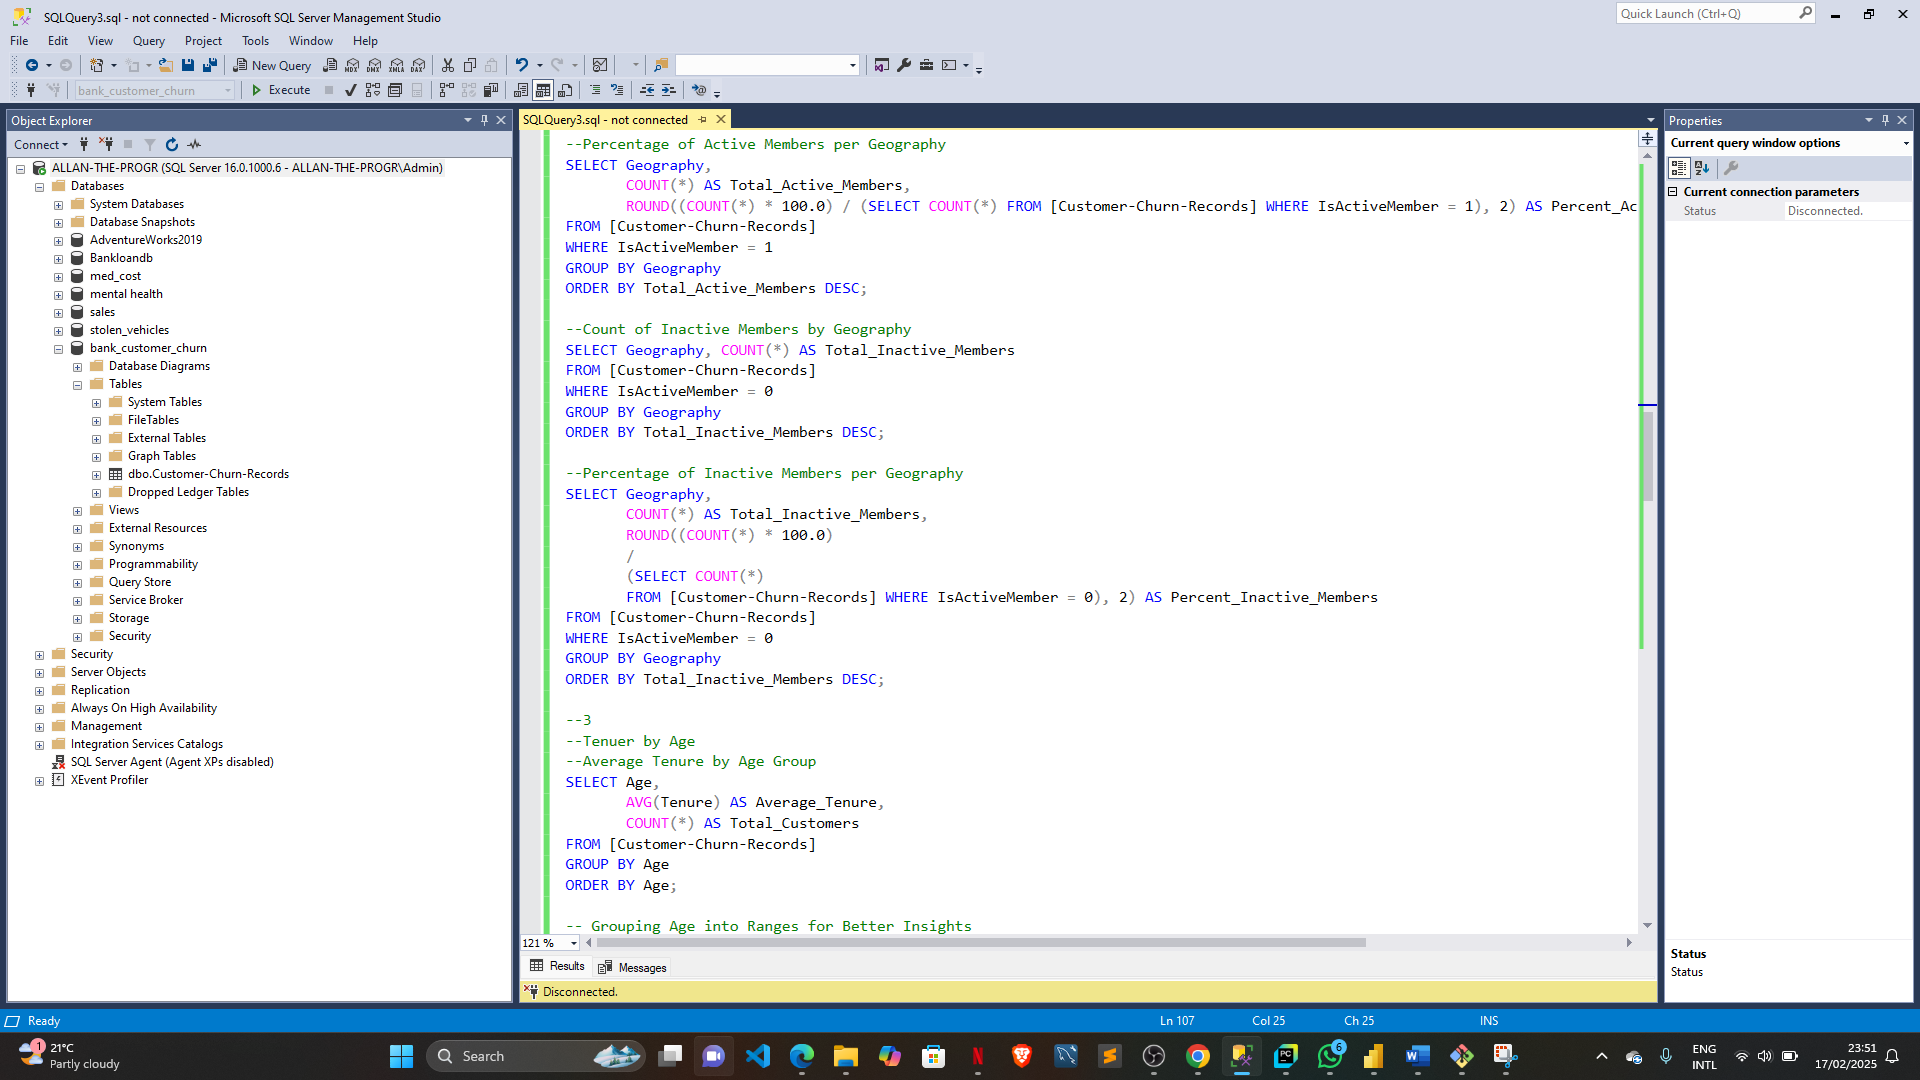 SQLQuery3.sql - not connected - Microsoft SQL Server Management Studio
Quick Launch (Ctrl+Q)
File Edit View Query Project Tools Window Help
New Query
MDX DMX XMLA DAX
bank_customer_churn
Execute
Object Explorer
Connect
ALLAN-THE-PROGR (SQL Server 16.0.1000.6 - ALLAN-THE-PROGR\Admin)
Databases
System Databases
Database Snapshots
AdventureWorks2019
Bankloandb
med_cost
mental health
sales
stolen_vehicles
bank_customer_churn
Database Diagrams
Tables
System Tables
FileTables
External Tables
Graph Tables
dbo.Customer-Churn-Records
Dropped Ledger Tables
Views
External Resources
Synonyms
Programmability
Query Store
Service Broker
Storage
Security
Security
Server Objects
Replication
Always On High Availability
Management
Integration Services Catalogs
SQL Server Agent (Agent XPs disabled)
XEvent Profiler
SQLQuery3.sql - not connected
--Percentage of Active Members per Geography
SELECT Geography,
COUNT(*) AS Total_Active_Members,
ROUND((COUNT(*) * 100.0) / (SELECT COUNT(*) FROM [Customer-Churn-Records] WHERE IsActiveMember = 1), 2) AS Percent_Ac
FROM [Customer-Churn-Records]
WHERE IsActiveMember = 1
GROUP BY Geography
ORDER BY Total_Active_Members DESC;
--Count of Inactive Members by Geography
SELECT Geography, COUNT(*) AS Total_Inactive_Members
FROM [Customer-Churn-Records]
WHERE IsActiveMember = 0
GROUP BY Geography
ORDER BY Total_Inactive_Members DESC;
--Percentage of Inactive Members per Geography
SELECT Geography,
COUNT(*) AS Total_Inactive_Members,
ROUND((COUNT(*) * 100.0)
/
(SELECT COUNT(*)
FROM [Customer-Churn-Records] WHERE IsActiveMember = 0), 2) AS Percent_Inactive_Members
FROM [Customer-Churn-Records]
WHERE IsActiveMember = 0
GROUP BY Geography
ORDER BY Total_Inactive_Members DESC;
--3
--Tenuer by Age
--Average Tenure by Age Group
SELECT Age,
AVG(Tenure) AS Average_Tenure,
COUNT(*) AS Total_Customers
FROM [Customer-Churn-Records]
GROUP BY Age
ORDER BY Age;
-- Grouping Age into Ranges for Better Insights
121 %
Results Messages
Disconnected.
Properties
Current query window options
Current connection parameters
Status Disconnected.
Status
Status
Ready
Ln 107 Col 25 Ch 25 INS
1
21°C
Partly cloudy
Search
PC
6
ENG
INTL
23:51
17/02/2025